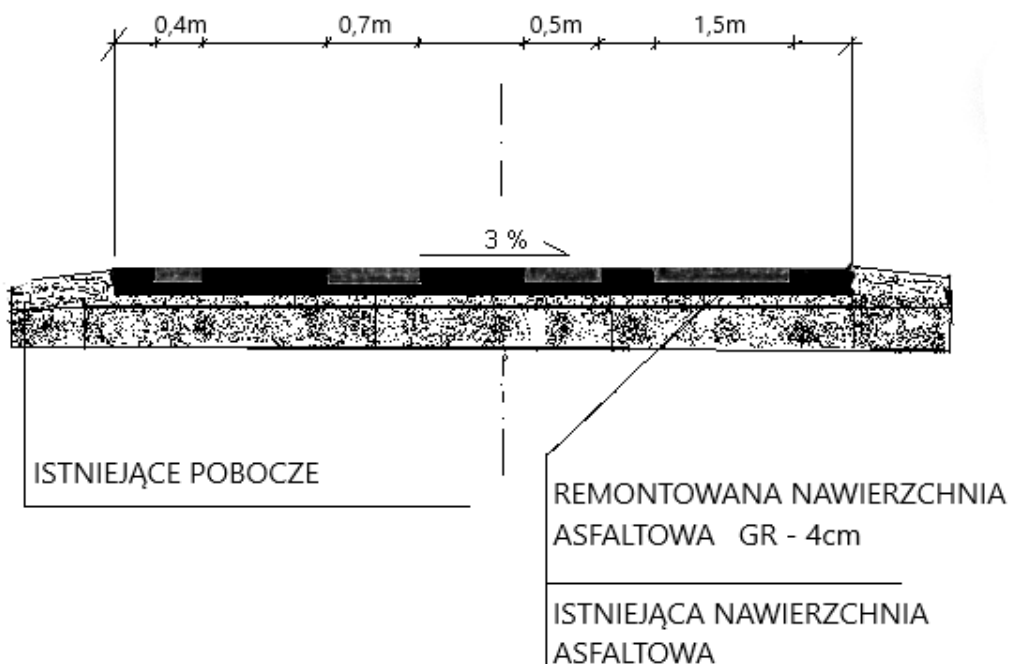 0,4m 0,7m 0,5m 1,5m
3 %
ISTNIEJĄCE POBOCZE
REMONTOWANA NAWIERZCHNIA
ASFALTOWA GR - 4cm
ISTNIEJĄCA NAWIERZCHNIA
ASFALTOWA